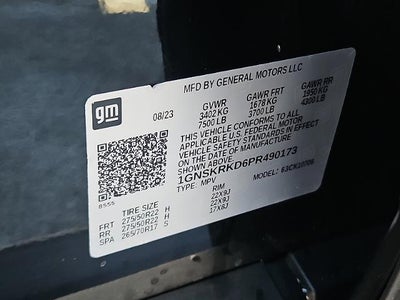 gm
MFD BY GENERAL MOTORS LLC
08/23 GVWR GAWR FRT GAWR RR
3402 KG 1678 KG 1950 KG
7500 LB 3700 LB 4300 LB
THIS VEHICLE CONFORMS TO ALL
APPLICABLE U.S. FEDERAL MOTOR
VEHICLE SAFETY STANDARDS IN EFFECT
ON THE DATE OF MANUFACTURE
SHOWN ABOVE.
1GNSKRKD6PR490173
TYPE: MPV MODEL:
8555
TIRE SIZE RIM
FRT 275/50R22 H 22X9J
RR 275/50R22 H 22X9J
SPA 265/70R17 S 17X8J